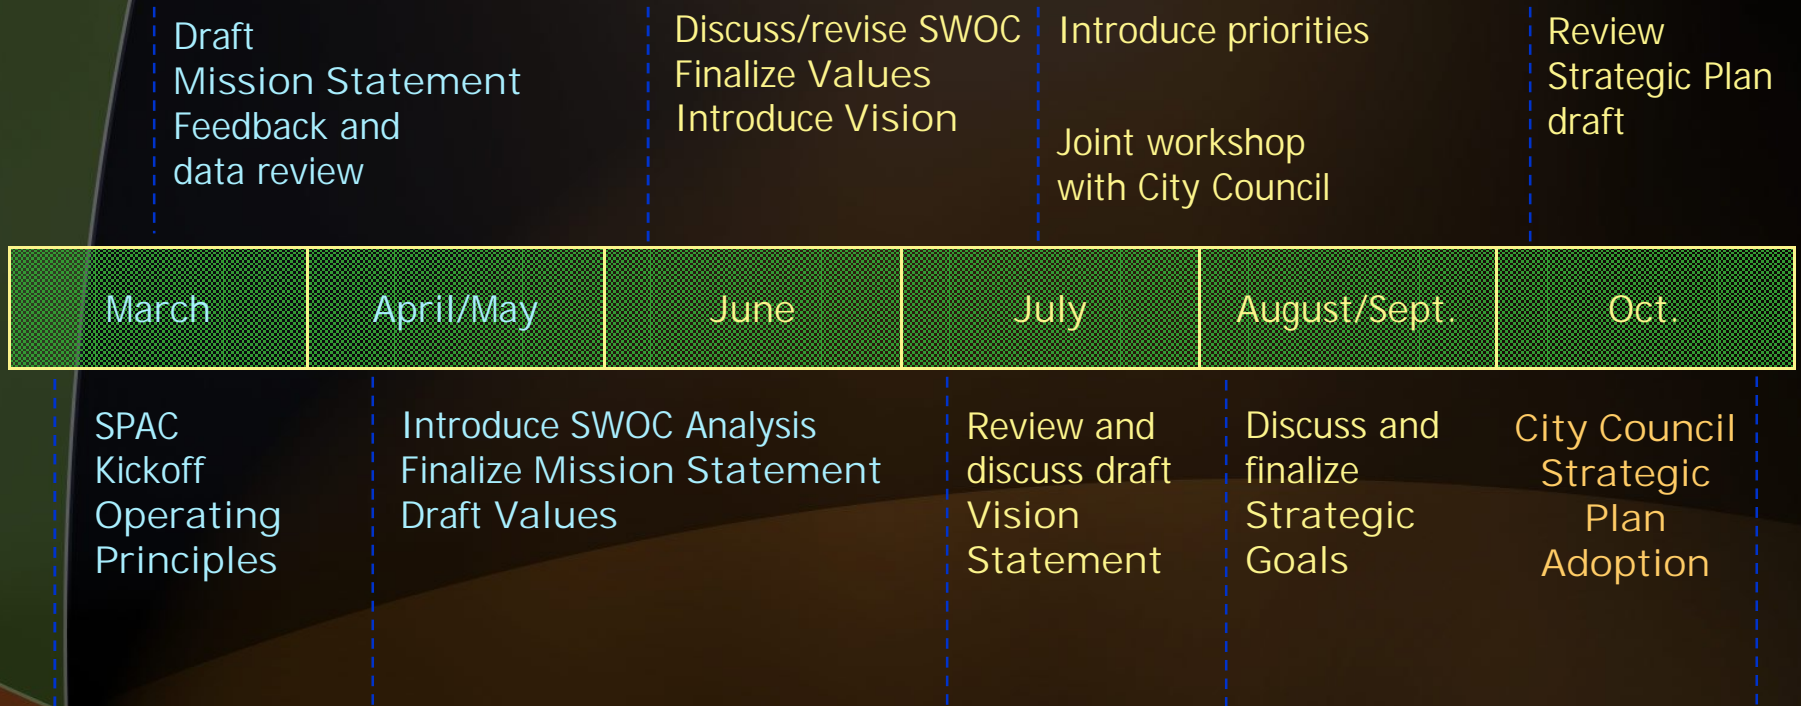 Draft
Mission Statement
Feedback and
data review
Discuss/revise SWOC
Finalize Values
Introduce Vision
Introduce priorities
Joint workshop
with City Council
Review
Strategic Plan
draft
March
April/May
June
July
August/Sept.
Oct.
SPAC
Kickoff
Operating
Principles
Introduce SWOC Analysis
Finalize Mission Statement
Draft Values
Review and
discuss draft
Vision
Statement
Discuss and
finalize
Strategic
Goals
City Council
Strategic
Plan
Adoption